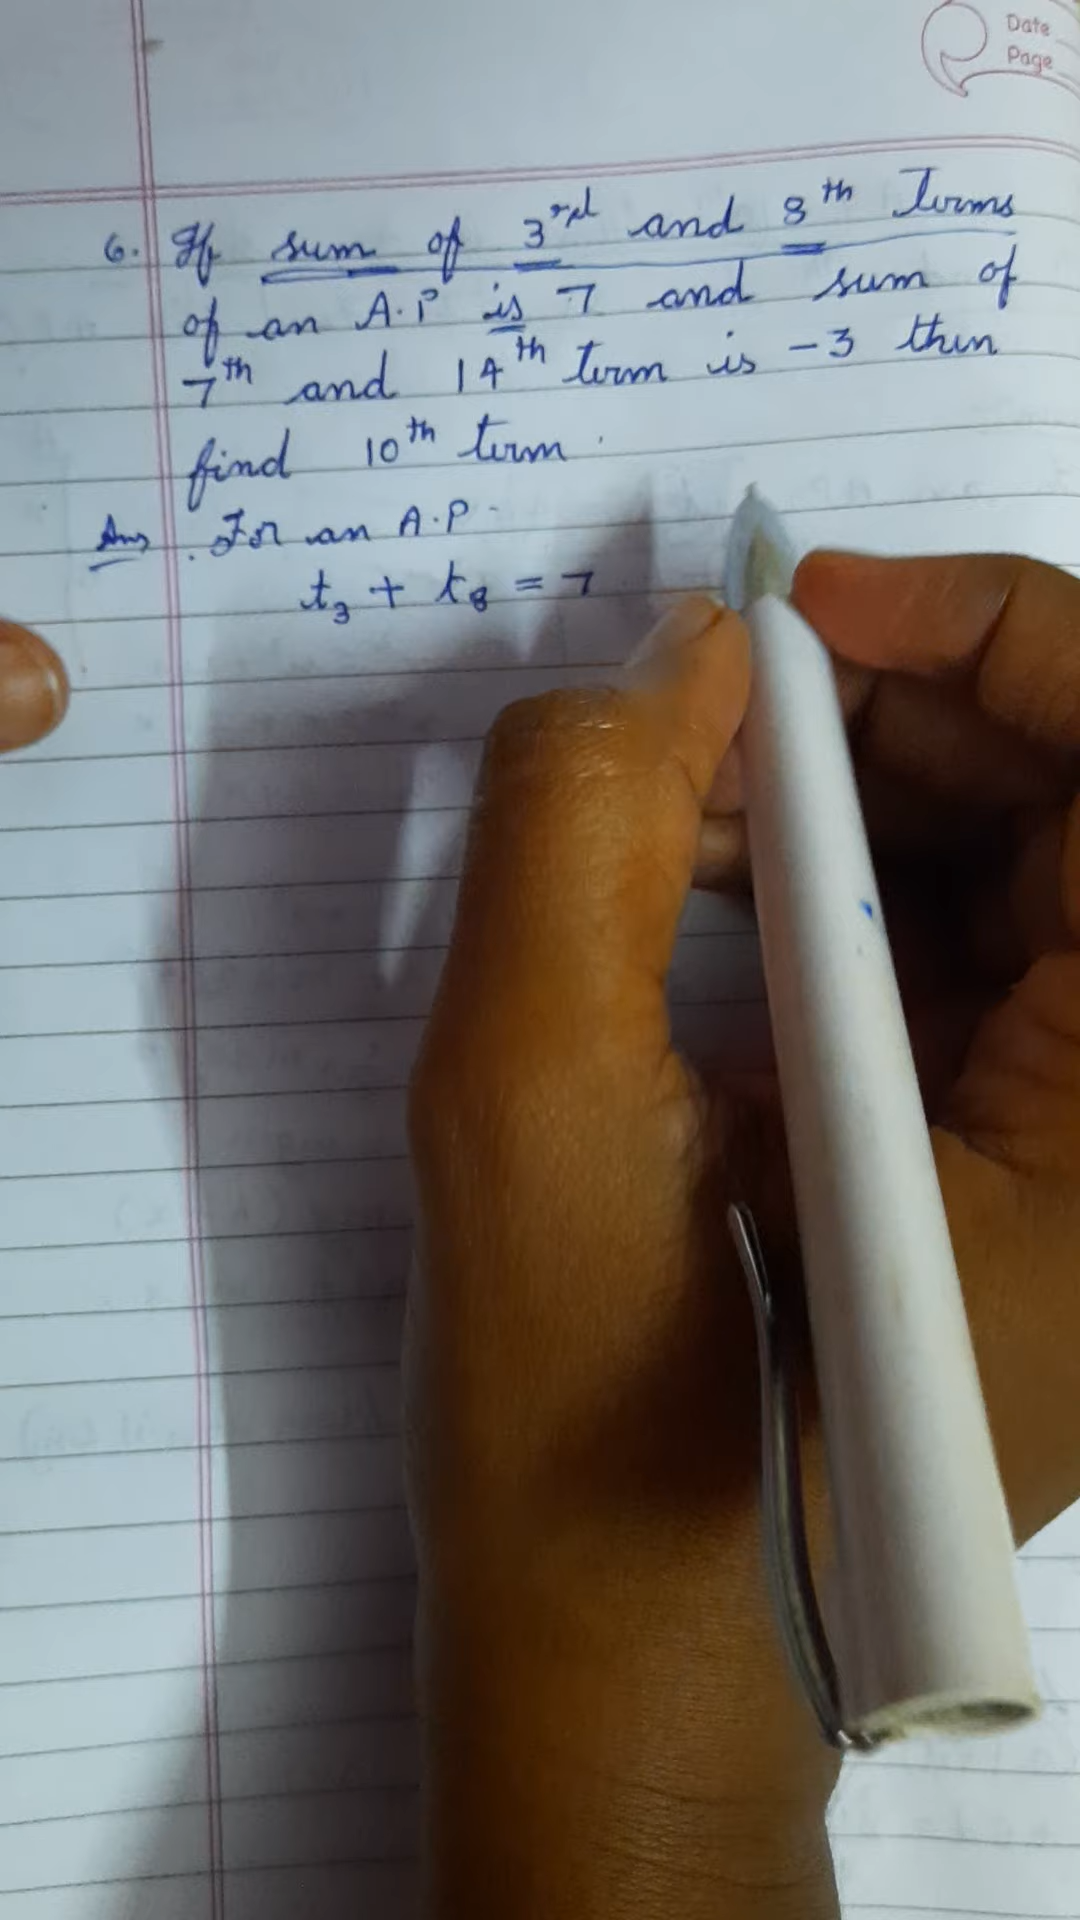 Date
Page
6. If sum of 3rd and 8th Terms
of an A.P is 7 and sum of
7th and 14th term is -3 then
find 10th term.
Ans . For an A.P.
t3 + t8 = 7